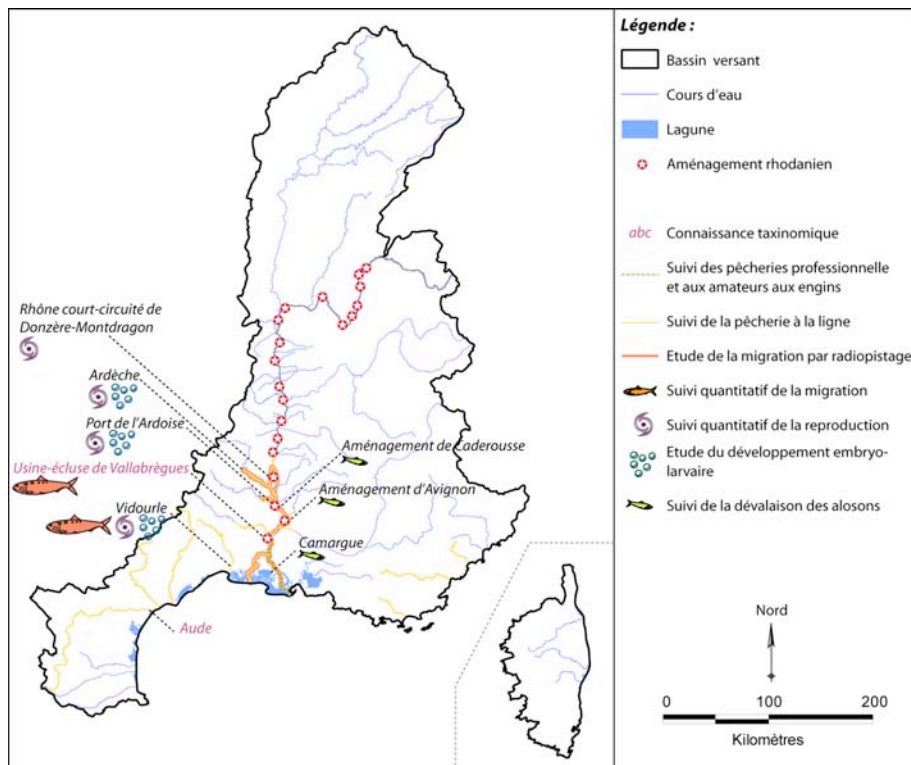 Rhône court-circuité de
Donzère-Montdragon
Ardèche
Port de l'Ardoise
Usine-écluse de Vallabrègues
Vidourle
Aménagement de Caderousse
Aménagement d'Avignon
Camargue
Aude
Légende :
Bassin versant
Cours d'eau
Lagune
Aménagement rhodanien
abc Connaissance taxinomique
Suivi des pêcheries professionnelle
et aux amateurs aux engins
Suivi de la pêcherie à la ligne
Etude de la migration par radiopistage
Suivi quantitatif de la migration
Suivi quantitatif de la reproduction
Etude du développement embryo-
larvaire
Suivi de la dévalaison des alosons
Nord
0 100 200
Kilomètres